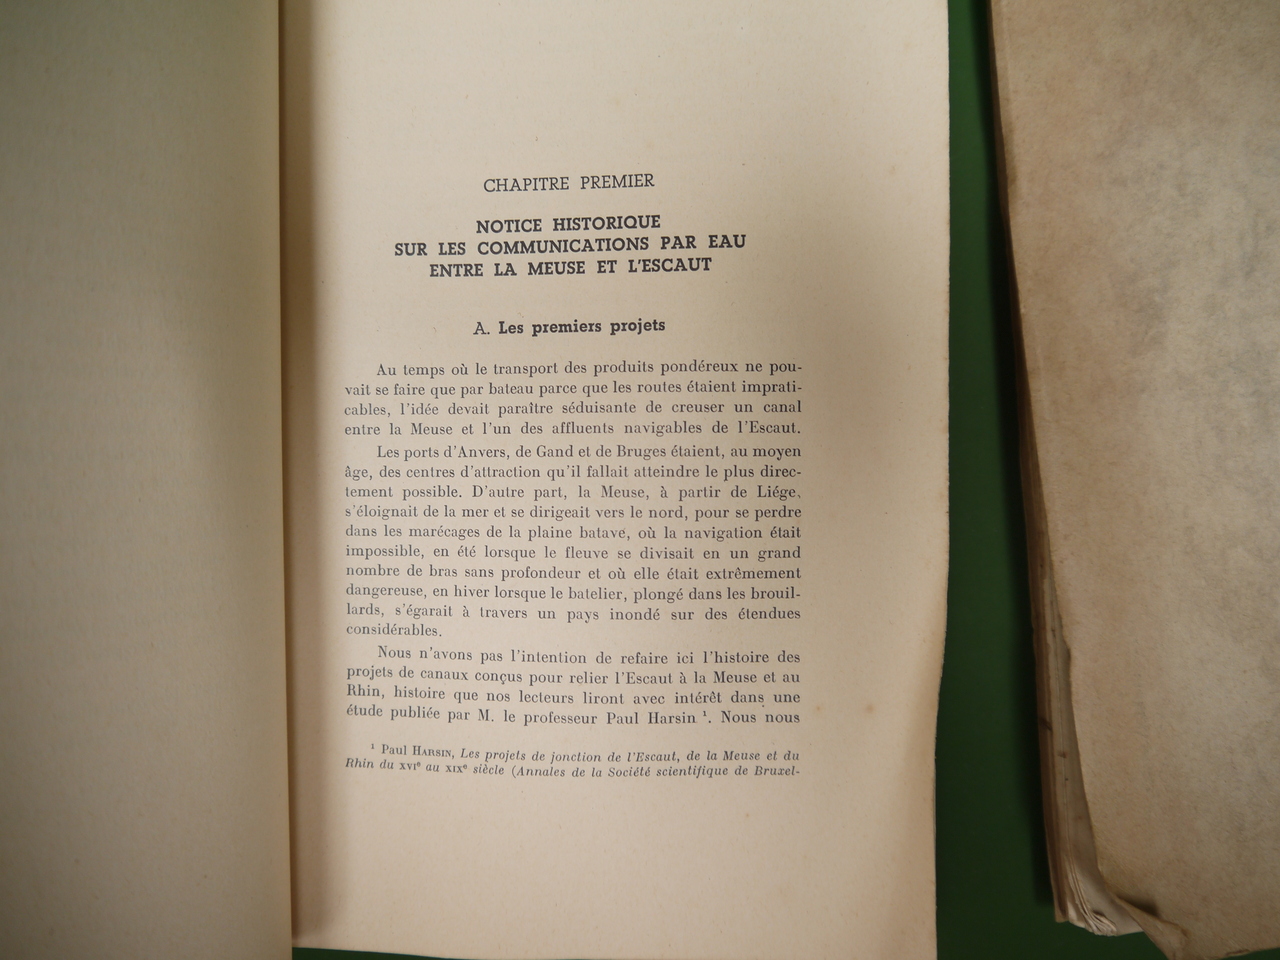 CHAPITRE PREMIER
NOTICE HISTORIQUE
SUR LES COMMUNICATIONS PAR EAU
ENTRE LA MEUSE ET L'ESCAUT
A. Les premiers projets
Au temps où le transport des produits pondéreux ne pou-
vait se faire que par bateau parce que les routes étaient imprati-
cables, l'idée devait paraître séduisante de creuser un canal
entre la Meuse et l'un des affluents navigables de l'Escaut.
Les ports d'Anvers, de Gand et de Bruges étaient, au moyen
âge, des centres d'attraction qu'il fallait atteindre le plus direc-
tement possible. D'autre part, la Meuse, à partir de Liége,
s'éloignait de la mer et se dirigeait vers le nord, pour se perdre
dans les marécages de la plaine batave, où la navigation était
impossible, en été lorsque le fleuve se divisait en un grand
nombre de bras sans profondeur et où elle était extrêmement
dangereuse, en hiver lorsque le batelier, plongé dans les brouil-
lards, s'égarait à travers un pays inondé sur des étendues
considérables.
Nous n'avons pas l'intention de refaire ici l'histoire des
projets de canaux conçus pour relier l'Escaut à la Meuse et au
Rhin, histoire que nos lecteurs liront avec intérêt dans une
étude publiée par M. le professeur Paul Harsin ¹. Nous nous
¹ Paul HARSIN, Les projets de jonction de l'Escaut, de la Meuse et du
Rhin du XVIᵉ au XIXᵉ siècle (Annales de la Société scientifique de Bruxel-